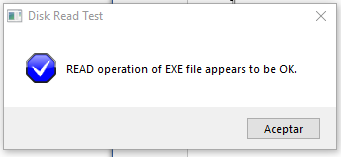 Disk Read Test
READ operation of EXE file appears to be OK.
Aceptar